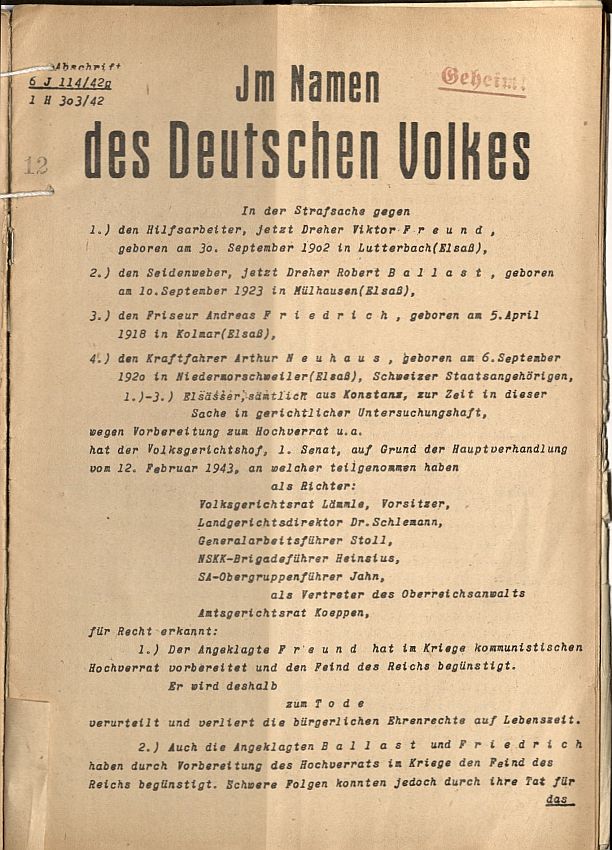 Abschrift
6 J 114/42g
1 H 303/42
Geheim!
Jm Namen
des Deutschen Volkes
12
In der Strafsache gegen
1.) den Hilfsarbeiter, jetzt Dreher Viktor F r e u n d ,
geboren am 3o. September 19o2 in Lutterbach(Elsaß),
2.) den Seidenweber, jetzt Dreher Robert B a l l a s t , geboren
am 1o.September 1923 in Mülhausen(Elsaß),
3.) den Friseur Andreas F r i e d r i c h , geboren am 5.April
1918 in Kolmar(Elsaß),
4.) den Kraftfahrer Arthur N e u h a u s , geboren am 6.September
192o in Niedermorschweiler(Elsaß), Schweizer Staatsangehörigen,
1.)-3.) Elsässer,sämtlich aus Konstanz, zur Zeit in dieser
Sache in gerichtlicher Untersuchungshaft,
wegen Vorbereitung zum Hochverrat u.a.
hat der Volksgerichtshof, 1. Senat, auf Grund der Hauptverhandlung
vom 12. Februar 1943, an welcher teilgenommen haben
als Richter:
Volksgerichtsrat Lämmle, Vorsitzer,
Landgerichtsdirektor Dr.Schlemann,
Generalarbeitsführer Stoll,
NSKK-Brigadeführer Heinsius,
SA-Obergruppenführer Jahn,
als Vertreter des Oberreichsanwalts
Amtsgerichtsrat Koeppen,
für Recht erkannt:
1.) Der Angeklagte F r e u n d hat im Kriege kommunistischen
Hochverrat vorbereitet und den Feind des Reichs begünstigt.
Er wird deshalb
zum T o d e
verurteilt und verliert die bürgerlichen Ehrenrechte auf Lebenszeit.
2.) Auch die Angeklagten B a l l a s t und F r i e d r i c h
haben durch Vorbereitung des Hochverrats im Kriege den Feind des
Reichs begünstigt. Schwere Folgen konnten jedoch durch ihre Tat für
das